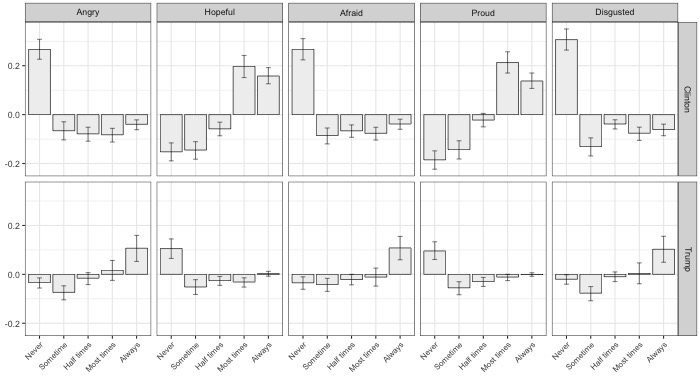 Angry Hopeful Afraid Proud Disgusted
0.2
0.0
-0.2
Clinton
0.2
0.0
-0.2
Trump
Never Sometime Half times Most times Always Never Sometime Half times Most times Always Never Sometime Half times Most times Always Never Sometime Half times Most times Always Never Sometime Half times Most times Always